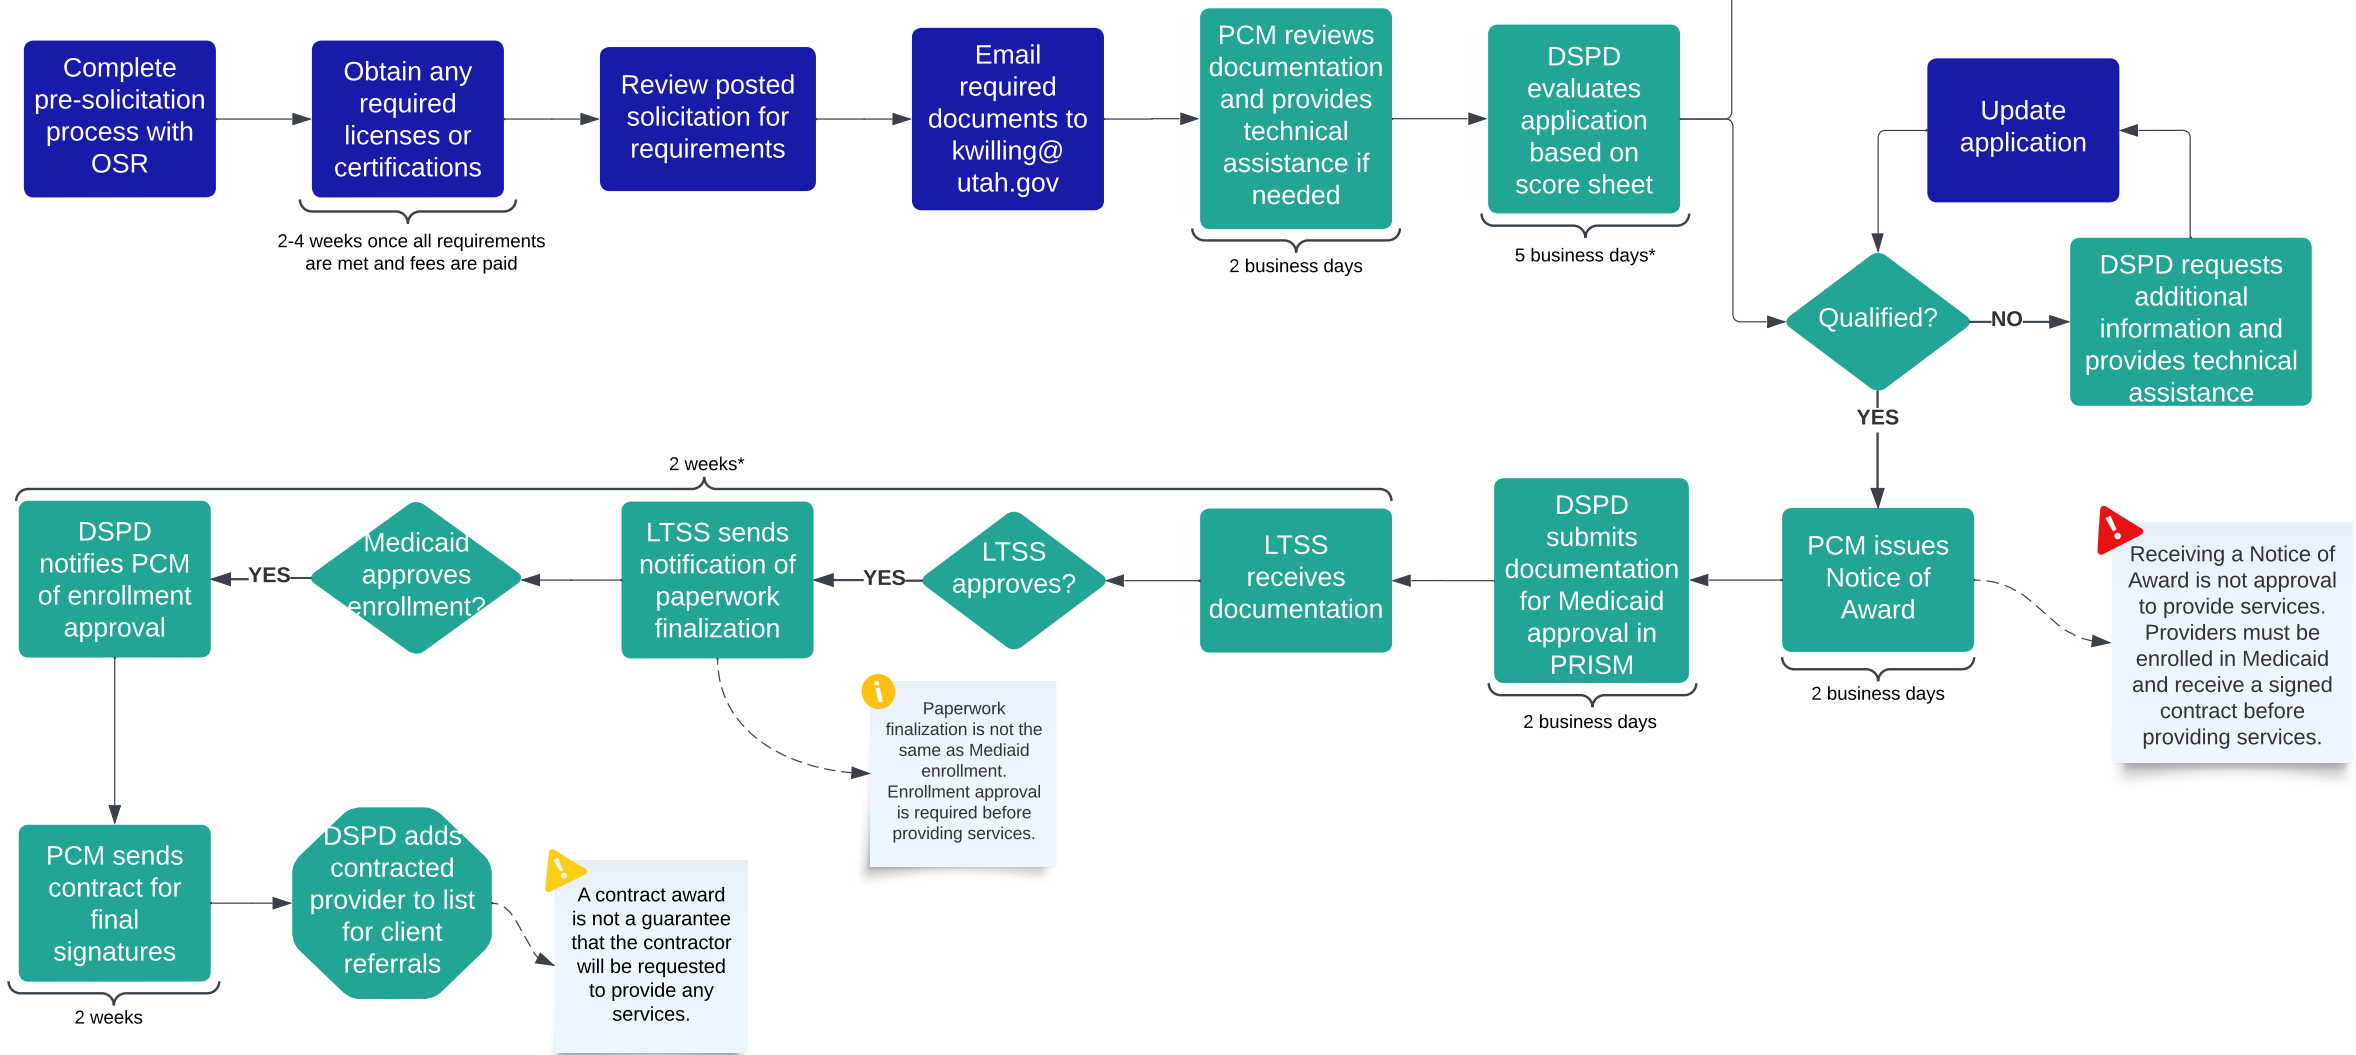 Complete
pre-solicitation
process with
OSR
Obtain any
required
licenses or
certifications
2-4 weeks once all requirements
are met and fees are paid
Review posted
solicitation for
requirements
Email
required
documents to
kwilling@
utah.gov
PCM reviews
documentation
and provides
technical
assistance if
needed
2 business days
DSPD
evaluates
application
based on
score sheet
5 business days*
Update
application
Qualified?
NO
DSPD requests
additional
information and
provides technical
assistance
YES
PCM issues
Notice of
Award
2 business days
Receiving a Notice of
Award is not approval
to provide services.
Providers must be
enrolled in Medicaid
and receive a signed
contract before
providing services.
DSPD
submits
documentation
for Medicaid
approval in
PRISM
2 business days
2 weeks*
LTSS
receives
documentation
LTSS
approves?
YES
LTSS sends
notification of
paperwork
finalization
Paperwork
finalization is not the
same as Mediaid
enrollment.
Enrollment approval
is required before
providing services.
Medicaid
approves
enrollment?
YES
DSPD
notifies PCM
of enrollment
approval
PCM sends
contract for
final
signatures
2 weeks
DSPD adds
contracted
provider to list
for client
referrals
A contract award
is not a guarantee
that the contractor
will be requested
to provide any
services.